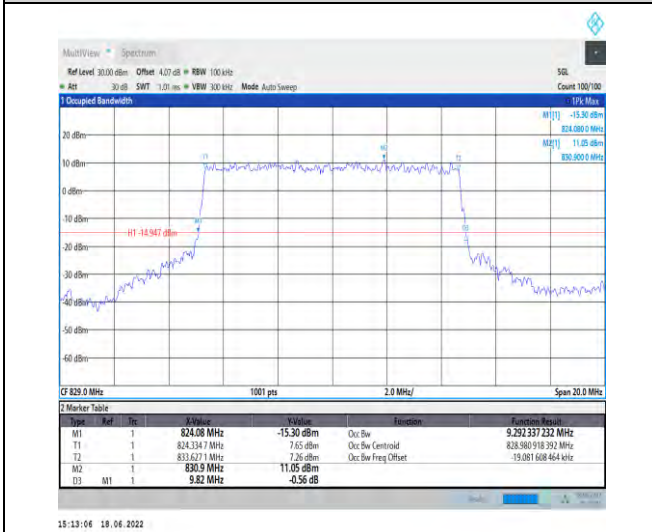 MultiView Spectrum
Ref Level 30.00 dBm Offset 4.07 dB RBW 100 kHz SGL
Att 30 dB SWT 1.01 ms VBW 300 kHz Mode Auto Sweep Count 100/100
1 Occupied Bandwidth 1Pk Max
M1[1] -15.30 dBm
824.080 0 MHz
M2[1] 11.05 dBm
830.900 0 MHz
20 dBm
M2
T1 T2
10 dBm
0 dBm
-10 dBm
M1
H1 -14.947 dBm
D3
-20 dBm
-30 dBm
-40 dBm
-50 dBm
-60 dBm
CF 829.0 MHz 1001 pts 2.0 MHz/ Span 20.0 MHz
2 Marker Table
Type Ref Trc X-Value Y-Value Function Function Result
M1 1 824.08 MHz -15.30 dBm Occ Bw 9.292 337 232 MHz
T1 1 824.334 7 MHz 7.65 dBm Occ Bw Centroid 828.980 918 392 MHz
T2 1 833.627 1 MHz 7.26 dBm Occ Bw Freq Offset -19.081 608 464 kHz
M2 1 830.9 MHz 11.05 dBm
D3 M1 1 9.82 MHz -0.56 dB
15:13:06 18.06.2022